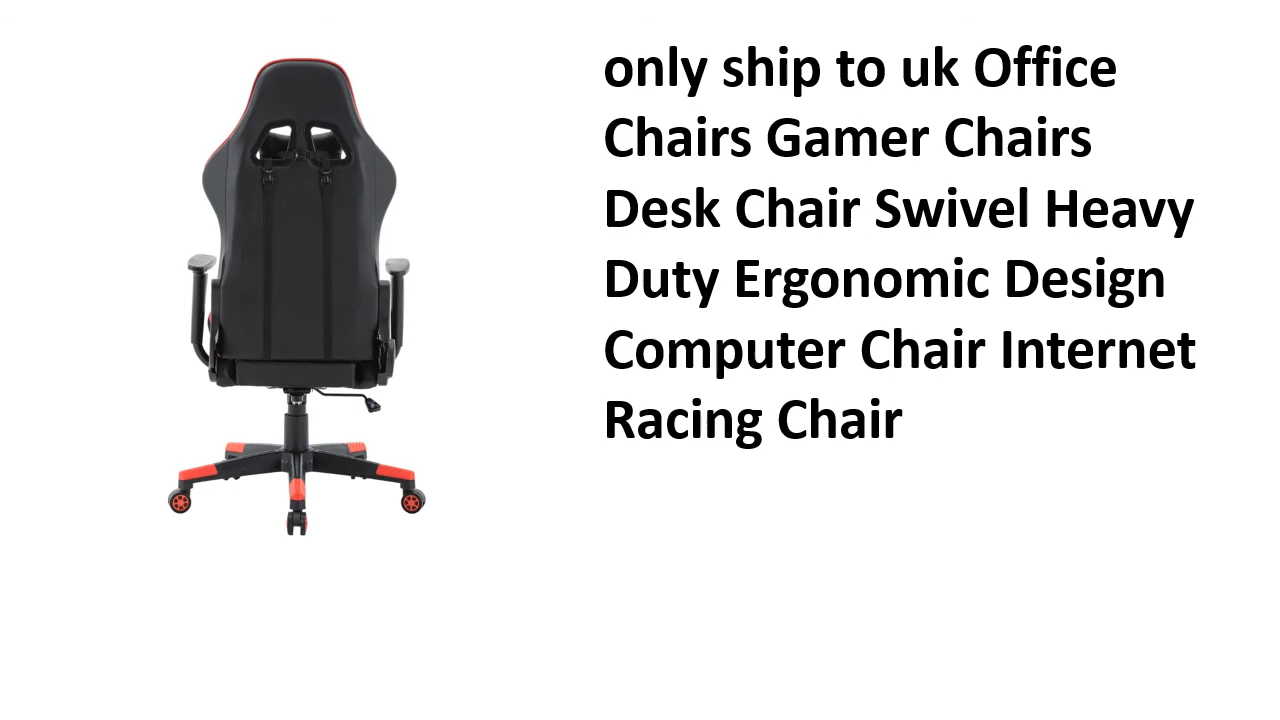 only ship to uk Office
Chairs Gamer Chairs
Desk Chair Swivel Heavy
Duty Ergonomic Design
Computer Chair Internet
Racing Chair